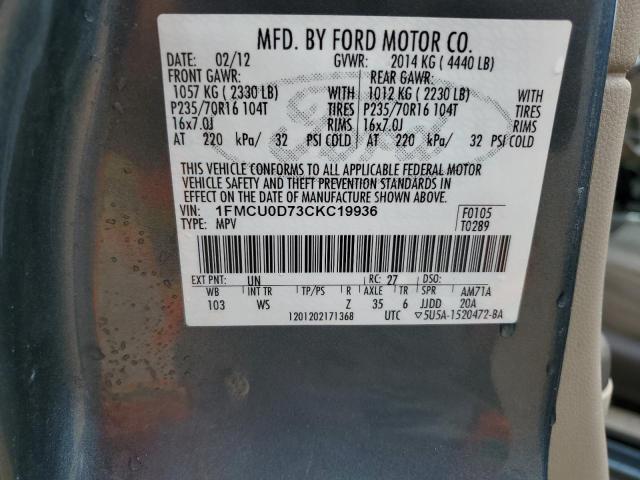 MFD. BY FORD MOTOR CO.
DATE: 02/12 GVWR: 2014 KG ( 4440 LB)
FRONT GAWR: REAR GAWR:
1057 KG ( 2330 LB) WITH 1012 KG ( 2230 LB) WITH
P235/70R16 104T TIRES P235/70R16 104T TIRES
16x7.0J RIMS 16x7.0J RIMS
AT 220 kPa/ 32 PSI COLD AT 220 kPa/ 32 PSI COLD
THIS VEHICLE CONFORMS TO ALL APPLICABLE FEDERAL MOTOR
VEHICLE SAFETY AND THEFT PREVENTION STANDARDS IN
EFFECT ON THE DATE OF MANUFACTURE SHOWN ABOVE.
VIN: 1FMCU0D73CKC19936 F0105
TYPE: MPV T0289
EXT PNT: UN RC: 27 DSO:
WB INT TR TP/PS R AXLE TR SPR AM71A
103 WS Z 35 6 JJDD 20A
1201202171368 UTC ▽5U5A-1520472-BA
Ford